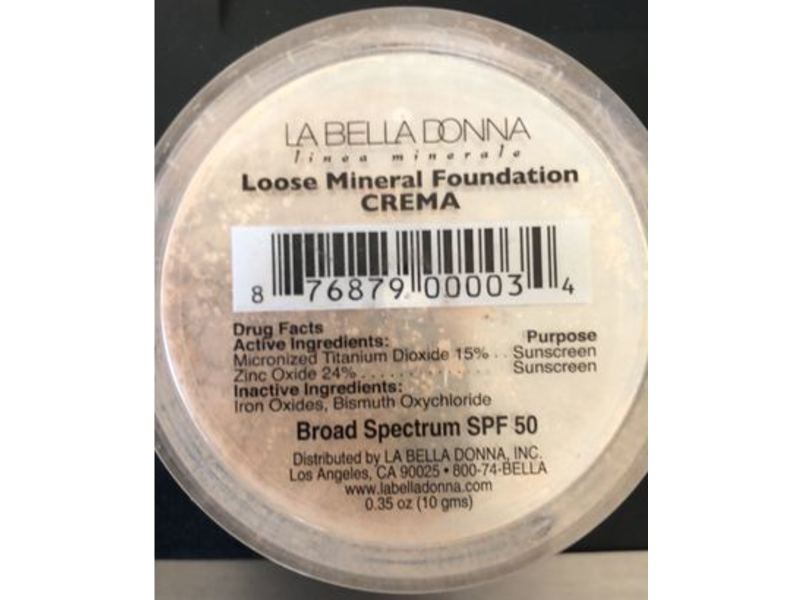 LA BELLA DONNA
linea minerale
Loose Mineral Foundation
CREMA
8 76879 00003 4
Drug Facts
Active Ingredients: Purpose
Micronized Titanium Dioxide 15% . . Sunscreen
Zinc Oxide 24% . . . . . . . . . . . . . . Sunscreen
Inactive Ingredients:
Iron Oxides, Bismuth Oxychloride
Broad Spectrum SPF 50
Distributed by LA BELLA DONNA, INC.
Los Angeles, CA 90025 • 800-74-BELLA
www.labelladonna.com
0.35 oz (10 gms)